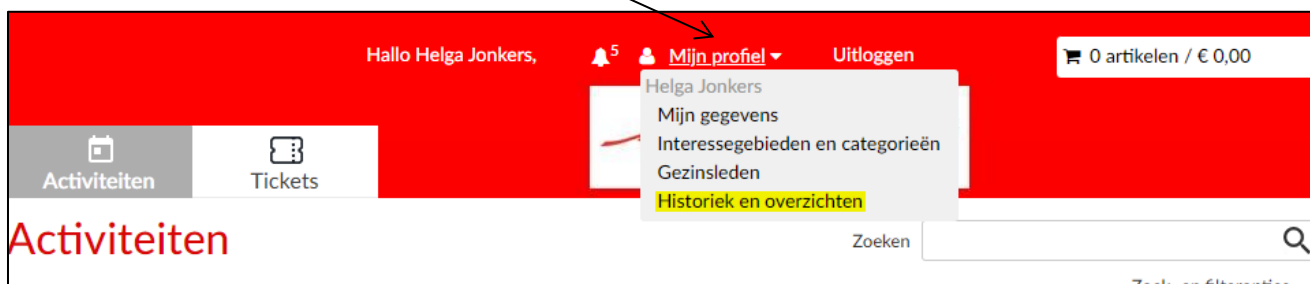 Hallo Helga Jonkers,
5
Mijn profiel
Uitloggen
0 artikelen / € 0,00
Helga Jonkers
Mijn gegevens
Interessegebieden en categorieën
Gezinsleden
Historiek en overzichten
Activiteiten
Tickets
Activiteiten
Zoeken